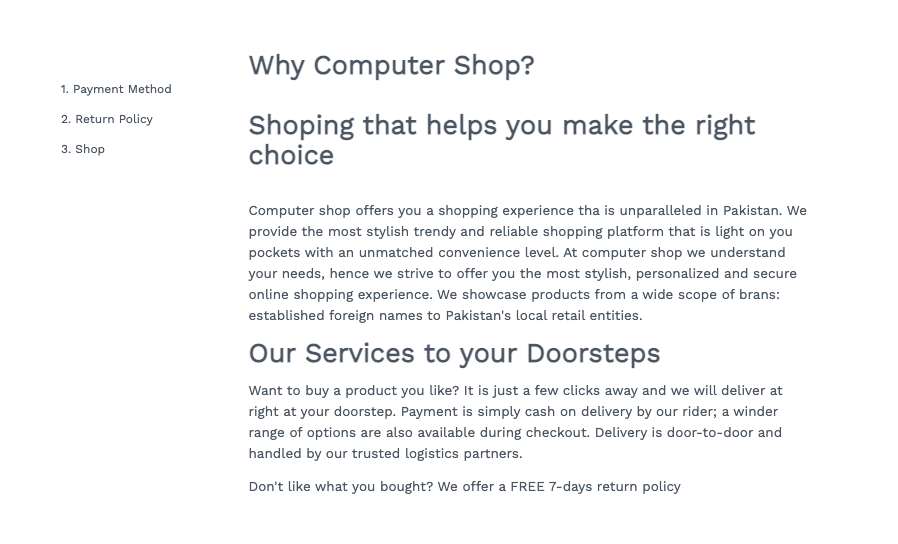 1. Payment Method
2. Return Policy
3. Shop
Why Computer Shop?
Shoping that helps you make the right
choice
Computer shop offers you a shopping experience tha is unparalleled in Pakistan. We
provide the most stylish trendy and reliable shopping platform that is light on you
pockets with an unmatched convenience level. At computer shop we understand
your needs, hence we strive to offer you the most stylish, personalized and secure
online shopping experience. We showcase products from a wide scope of brans:
established foreign names to Pakistan's local retail entities.
Our Services to your Doorsteps
Want to buy a product you like? It is just a few clicks away and we will deliver at
right at your doorstep. Payment is simply cash on delivery by our rider; a winder
range of options are also available during checkout. Delivery is door-to-door and
handled by our trusted logistics partners.
Don't like what you bought? We offer a FREE 7-days return policy